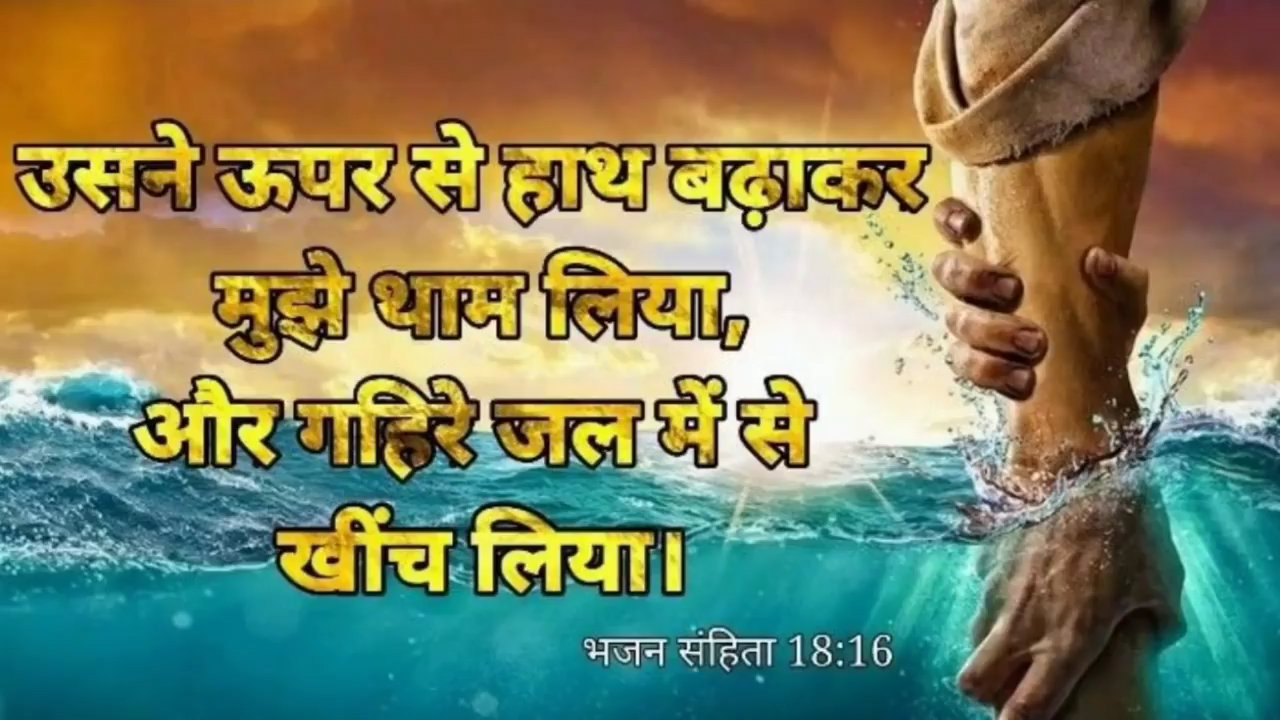 उसने ऊपर से हाथ बढ़ाकर
मुझे थाम लिया,
और गहिरे जल में से
खींच लिया।
भजन संहिता 18:16